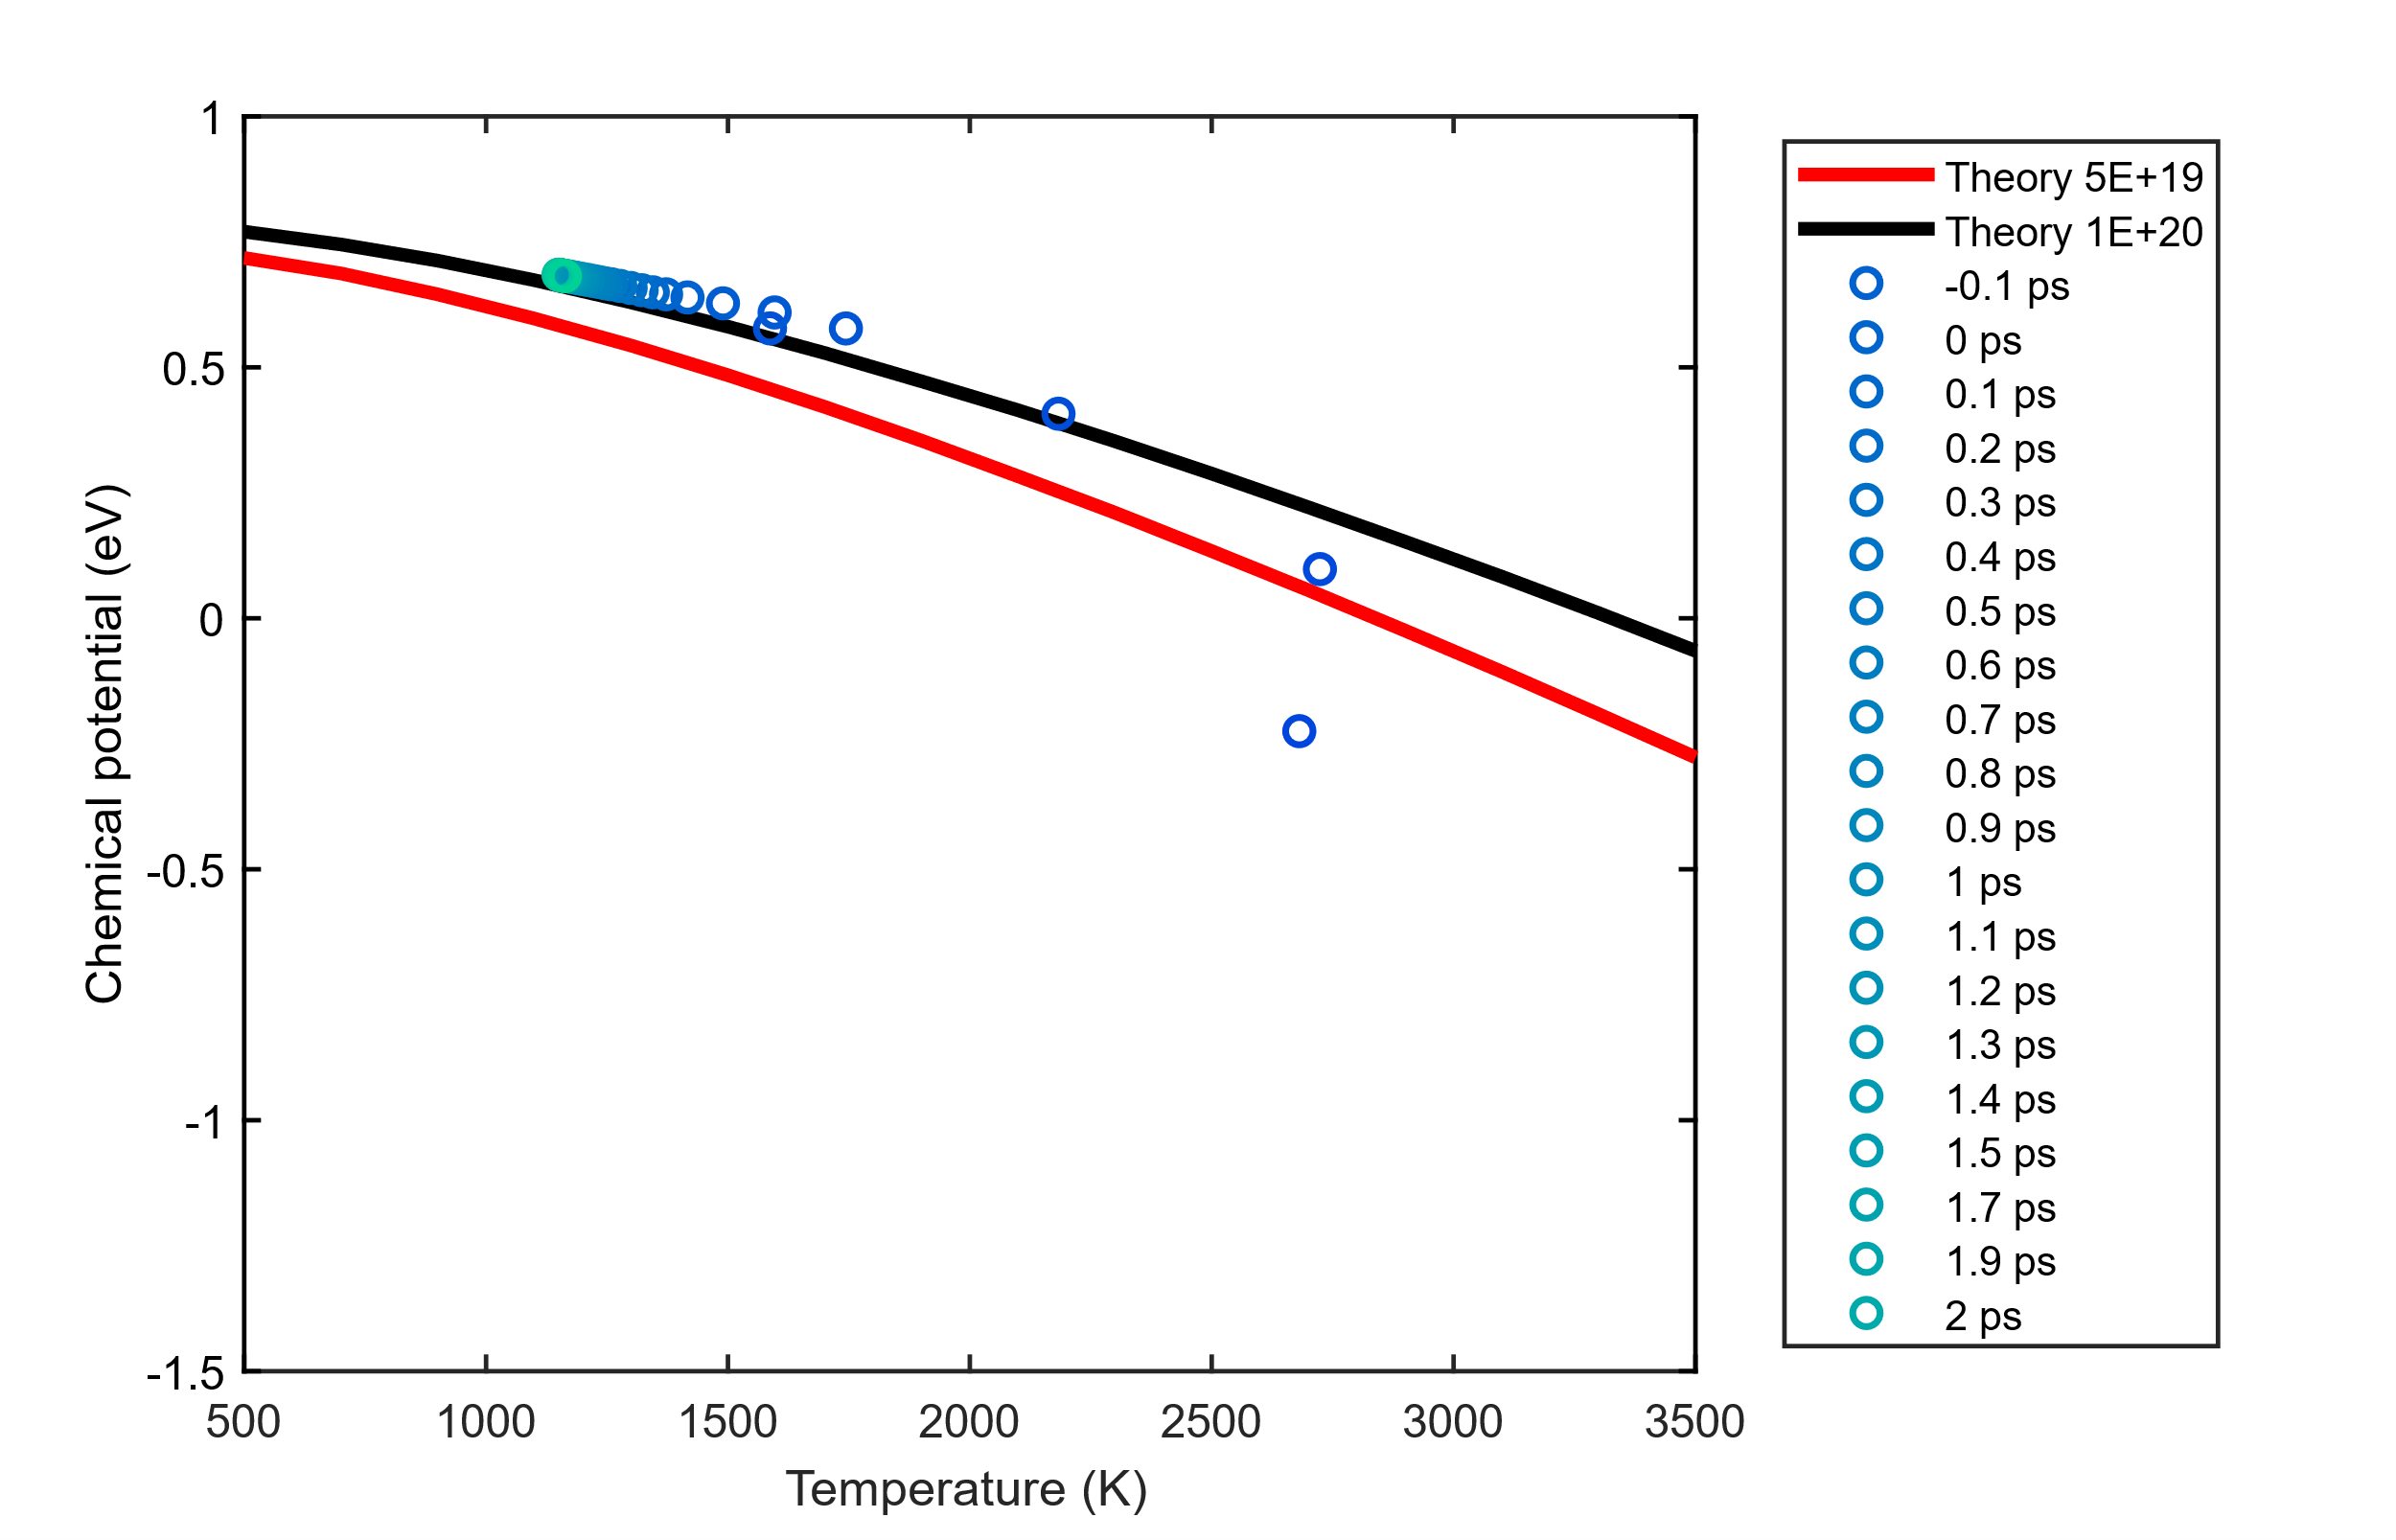 1
0.5
0
-0.5
-1
-1.5
Chemical potential (eV)
500 1000 1500 2000 2500 3000 3500
Temperature (K)
Theory 5E+19
Theory 1E+20
-0.1 ps
0 ps
0.1 ps
0.2 ps
0.3 ps
0.4 ps
0.5 ps
0.6 ps
0.7 ps
0.8 ps
0.9 ps
1 ps
1.1 ps
1.2 ps
1.3 ps
1.4 ps
1.5 ps
1.7 ps
1.9 ps
2 ps